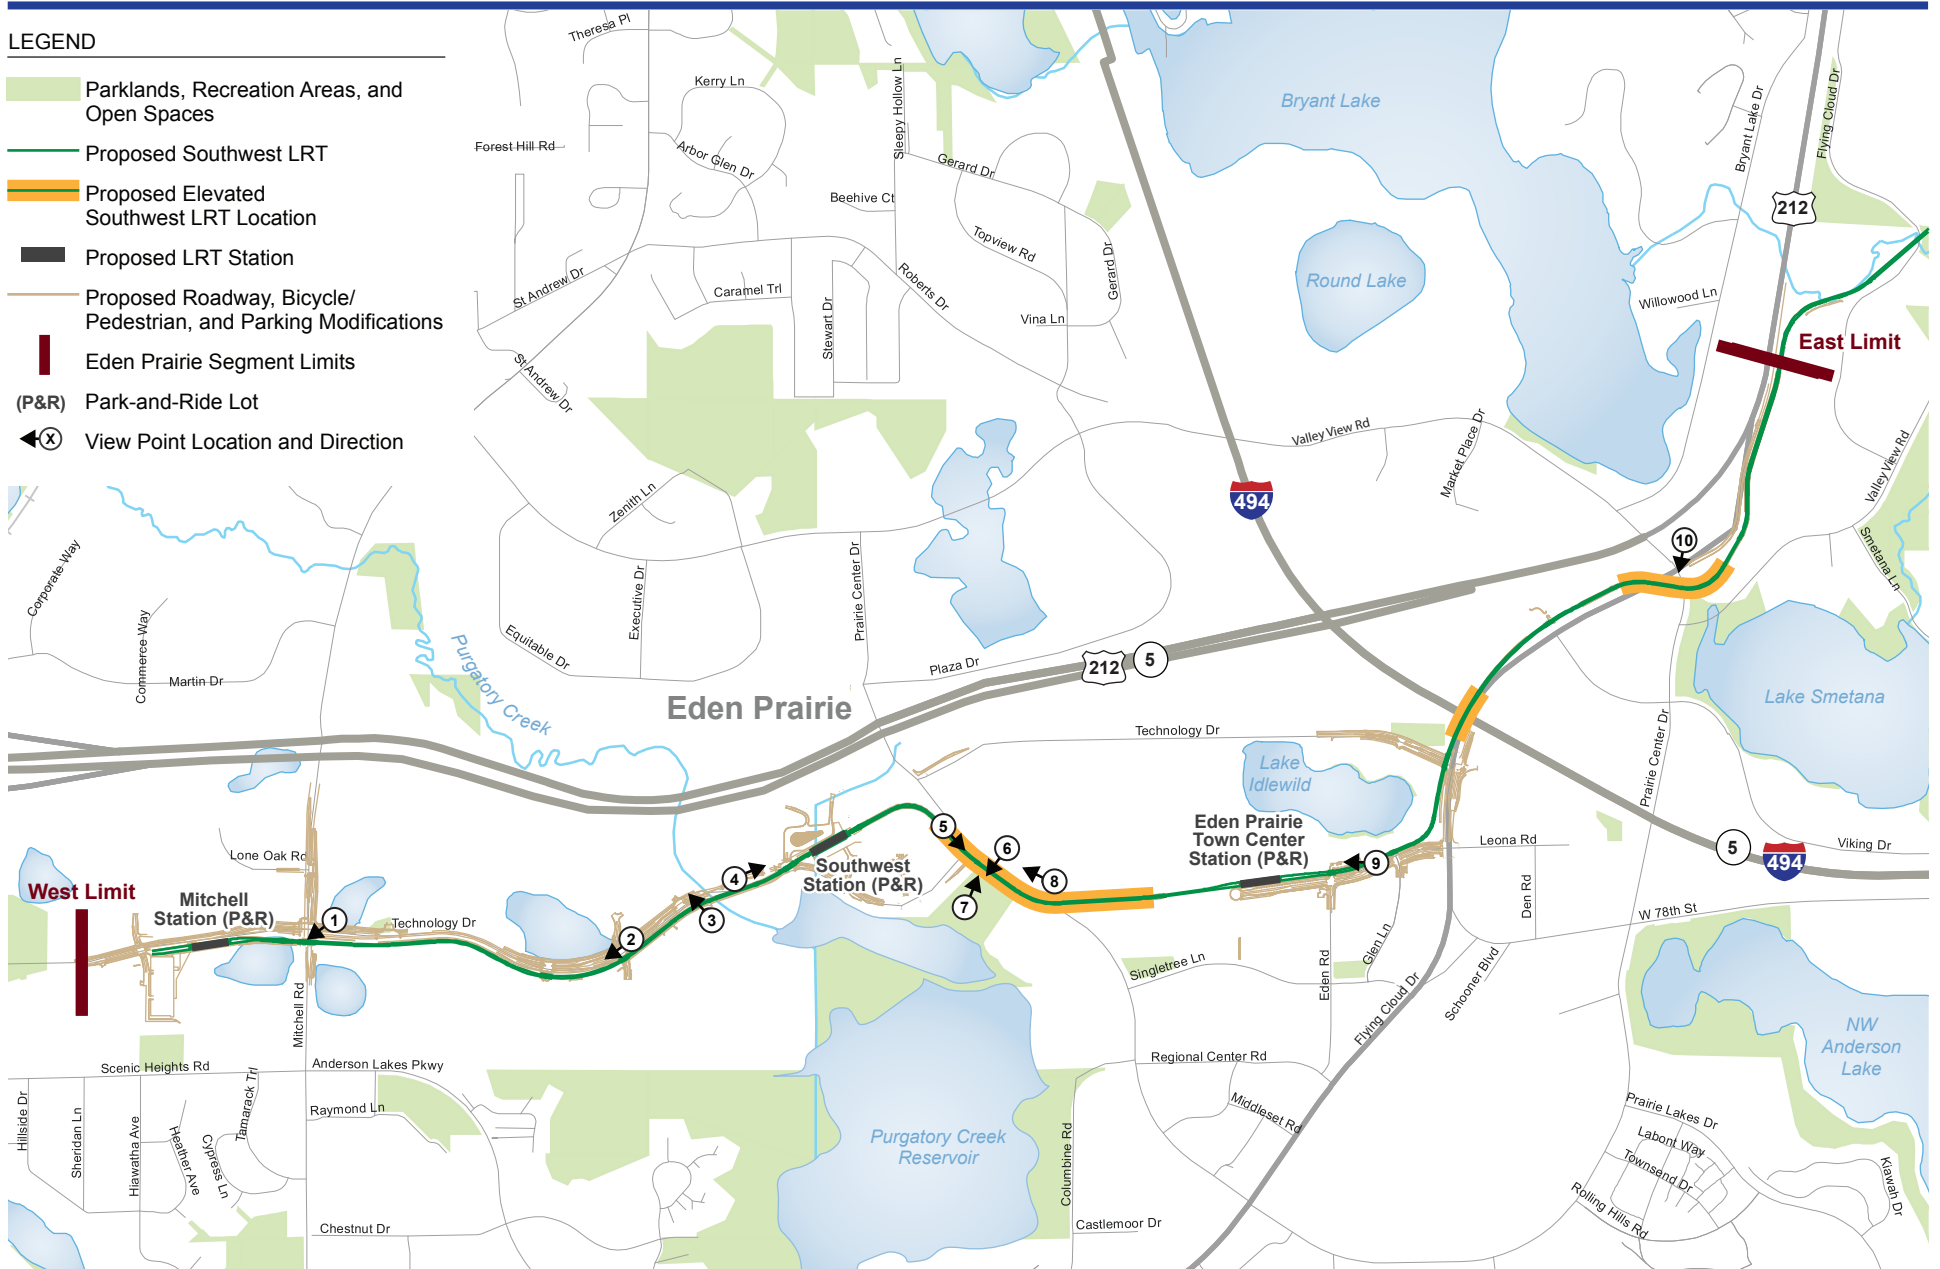 LEGEND
Parklands, Recreation Areas, and
Open Spaces
Proposed Southwest LRT
Proposed Elevated
Southwest LRT Location
Proposed LRT Station
Proposed Roadway, Bicycle/
Pedestrian, and Parking Modifications
Eden Prairie Segment Limits
(P&R) Park-and-Ride Lot
X View Point Location and Direction
Theresa Pl
Kerry Ln
Sleepy Hollow Ln
Forest Hill Rd
Arbor Glen Dr
Gerard Dr
Beehive Ct
Topview Rd
Gerard Dr
St Andrew Dr
Caramel Trl
Roberts Dr
Stewart Dr
Vina Ln
St Andrew Dr
Bryant Lake
Round Lake
Bryant Lake Dr
Flying Cloud Dr
212
Willowood Ln
East Limit
Valley View Rd
Market Place Dr
Valley View Rd
Smetana Ln
494
10
Zenith Ln
Executive Dr
Prairie Center Dr
Equitable Dr
Corporate Way
Commerce Way
Martin Dr
Purgatory Creek
Eden Prairie
Plaza Dr
212
5
Technology Dr
Lake Smetana
Prairie Center Dr
Lake
Idlewild
Eden Prairie
Town Center
Station (P&R)
9
Leona Rd
5
494
Viking Dr
Lone Oak Rd
West Limit
Mitchell
Station (P&R)
1
Technology Dr
2
3
4
Southwest
Station (P&R)
5
6
7
8
Den Rd
W 78th St
Singletree Ln
Eden Rd
Glen Ln
Flying Cloud Dr
Schooner Blvd
Mitchell Rd
NW
Anderson
Lake
Scenic Heights Rd
Anderson Lakes Pkwy
Regional Center Rd
Raymond Ln
Middleset Rd
Hillside Dr
Sheridan Ln
Hiawatha Ave
Heather Ave
Cypress Ln
Tamarack Trl
Purgatory Creek
Reservoir
Columbine Rd
Prairie Lakes Dr
Labont Way
Townsend Dr
Rolling Hills Rd
Kiawah Dr
Chestnut Dr
Castlemoor Dr